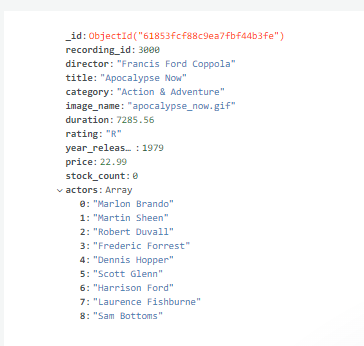 _id: ObjectId("61853fcf88c9ea7fbf44b3fe")
recording_id: 3000
director: "Francis Ford Coppola"
title: "Apocalypse Now"
category: "Action & Adventure"
image_name: "apocalypse_now.gif"
duration: 7285.56
rating: "R"
year_releas… : 1979
price: 22.99
stock_count: 0
actors: Array
0: "Marlon Brando"
1: "Martin Sheen"
2: "Robert Duvall"
3: "Frederic Forrest"
4: "Dennis Hopper"
5: "Scott Glenn"
6: "Harrison Ford"
7: "Laurence Fishburne"
8: "Sam Bottoms"